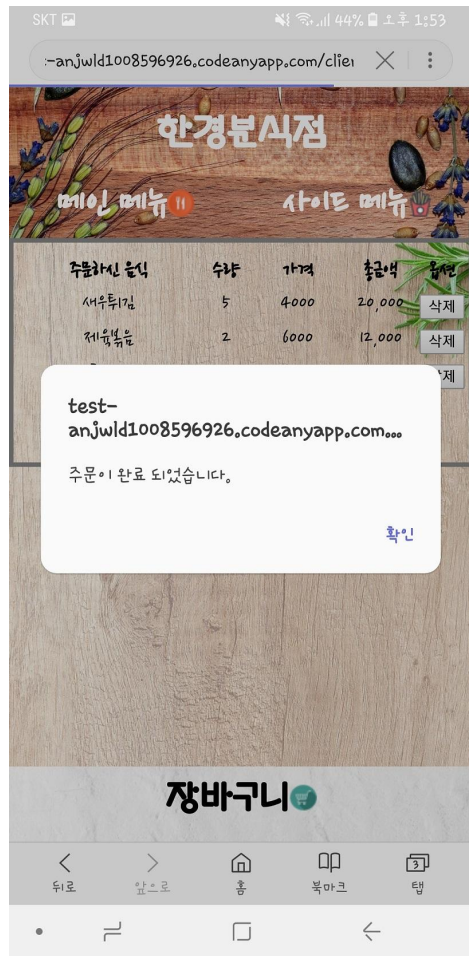 SKT 44% 오후 1:53
:-anjwld1008596926.codeanyapp.com/clier
한경분식점
메인 메뉴 사이드 메뉴
주문하신 음식 수량 가격 총금액 옵션
새우튀김 5 4000 20,000 삭제
제육볶음 2 6000 12,000 삭제
삭제
test-
anjwld1008596926.codeanyapp.com...
주문이 완료 되었습니다.
확인
장바구니
3
뒤로 앞으로 홈 북마크 탭